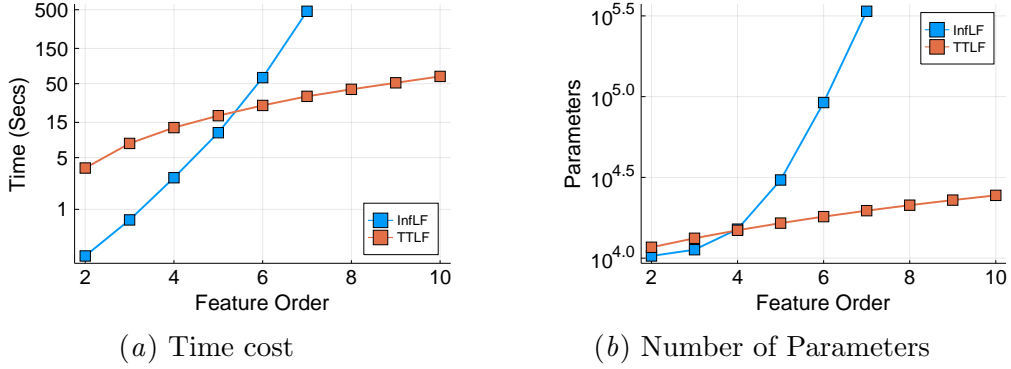 500
150
50
15
5
1
Time (Secs)
InfLF
TTLF
2 4 6 8 10
Feature Order
(a) Time cost
10^5.5
10^5.0
10^4.5
10^4.0
Parameters
InfLF
TTLF
2 4 6 8 10
Feature Order
(b) Number of Parameters